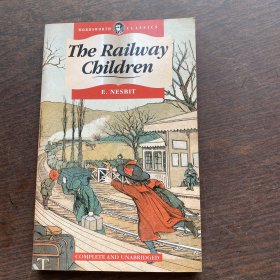 WORDSWORTH CLASSICS
The Railway
Children
E. NESBIT
COMPLETE AND UNABRIDGED